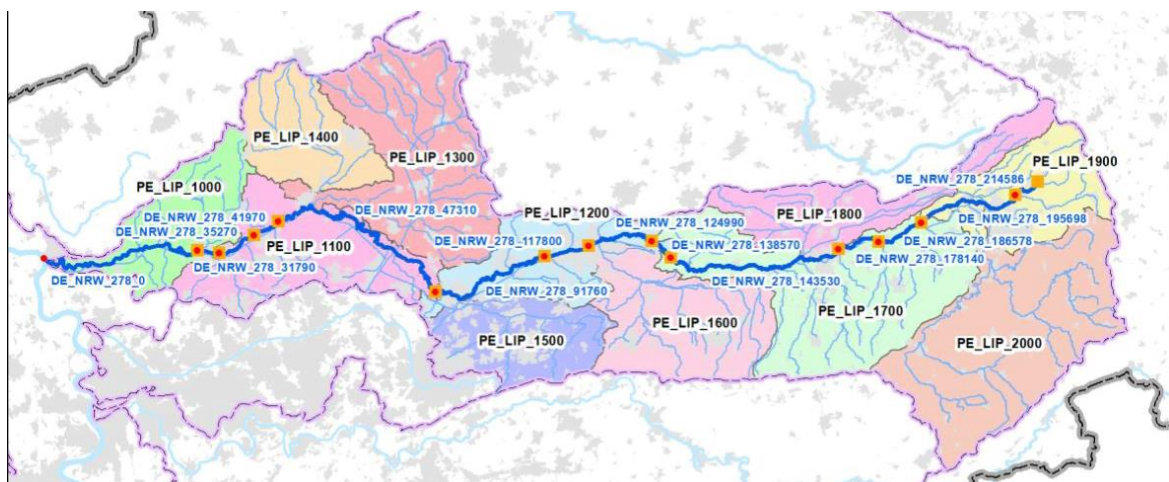 PE_LIP_1400
PE_LIP_1300
PE_LIP_1900
PE_LIP_1000
DE_NRW_278_214586
DE_NRW_278_41970
DE_NRW_278_47310
PE_LIP_1200
PE_LIP_1800
DE_NRW_278_35270
DE_NRW_278_124990
DE_NRW_278_195698
PE_LIP_1100
DE_NRW_278_117800
DE_NRW_278_138570
DE_NRW_278_186578
DE_NRW_278_31790
DE_NRW_278_178140
DE_NRW_278_0
DE_NRW_278_91760
DE_NRW_278_143530
PE_LIP_1700
PE_LIP_1600
PE_LIP_1500
PE_LIP_2000